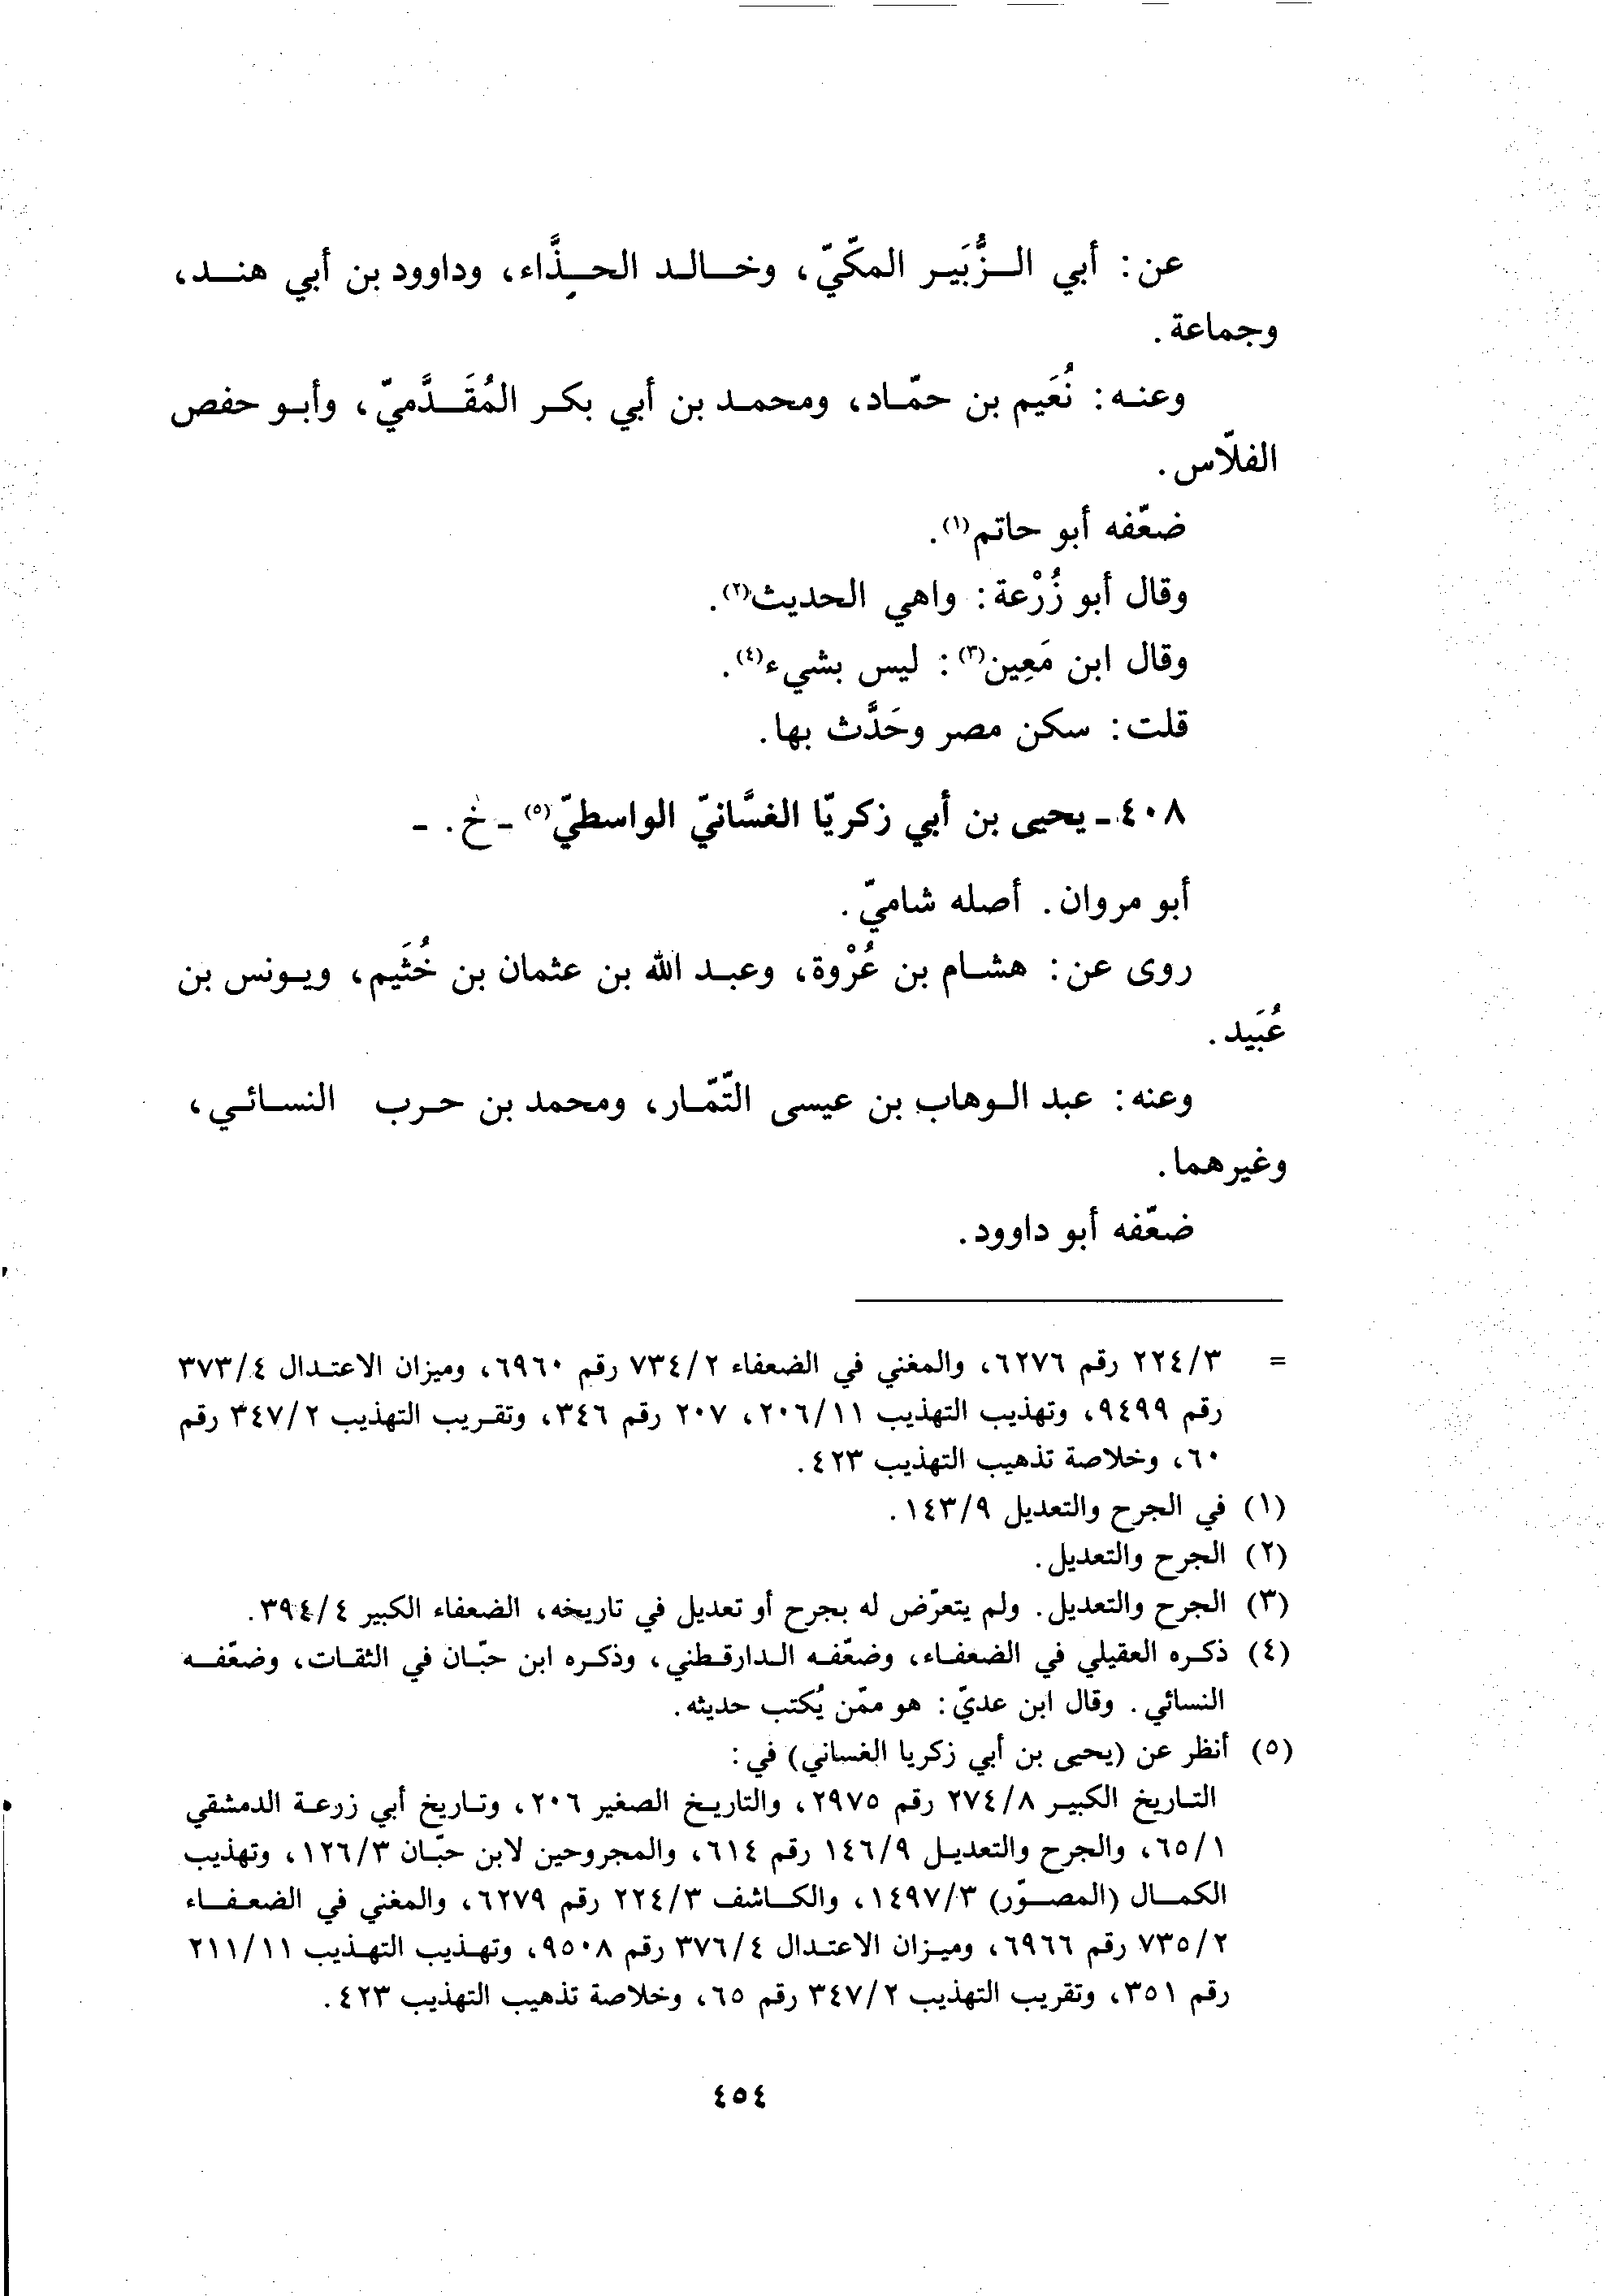 عن: أبي الزُّبَير المكّيّ، وخالد الحذَّاء، وداوود بن أبي هند،
وجماعة.
وعنه: نُعَيم بن حمّاد، ومحمد بن أبي بكر المُقَدَّميّ، وأبو حفص
الفلّاس.
ضعّفه أبو حاتم(١).
وقال أبو زُرْعة: واهي الحديث(٢).
وقال ابن مَعِين(٣): ليس بشيء(٤).
قلت: سكن مصر وحَدَّث بها.
٤٠٨ - يحيى بن أبي زكريّا الغسَّانيّ الواسطيّ(٥) - خ. -
أبو مروان. أصله شاميّ.
روى عن: هشام بن عُرْوة، وعبد الله بن عثمان بن خُثَيم، ويونس بن
عُبَيد.
وعنه: عبد الوهاب بن عيسى التّمّار، ومحمد بن حرب النسائي،
وغيرهما.
ضعّفه أبو داوود.
= ٢٢٤/٣ رقم ٦٢٧٦، والمغني في الضعفاء ٧٣٤/٢ رقم ٦٩٦٠، وميزان الاعتدال ٣٧٣/٤
رقم ٩٤٩٩، وتهذيب التهذيب ٢٠٦/١١، ٢٠٧ رقم ٣٤٦، وتقريب التهذيب ٣٤٧/٢ رقم
٦٠، وخلاصة تذهيب التهذيب ٤٢٣.
(١) في الجرح والتعديل ١٤٣/٩.
(٢) الجرح والتعديل.
(٣) الجرح والتعديل. ولم يتعرّض له بجرح أو تعديل في تاريخه، الضعفاء الكبير ٣٩٤/٤.
(٤) ذكره العقيلي في الضعفاء، وضعّفه الدارقطني، وذكره ابن حبّان في الثقات، وضعّفه
النسائي. وقال ابن عديّ: هو ممّن يُكتب حديثه.
(٥) أنظر عن (يحيى بن أبي زكريا الغساني) في:
التاريخ الكبير ٢٧٤/٨ رقم ٢٩٧٥، والتاريخ الصغير ٢٠٦، وتاريخ أبي زرعة الدمشقي
٦٥/١، والجرح والتعديل ١٤٦/٩ رقم ٦١٤، والمجروحين لابن حبّان ١٢٦/٣، وتهذيب
الكمال (المصوّر) ١٤٩٧/٣، والكاشف ٢٢٤/٣ رقم ٦٢٧٩، والمغني في الضعفاء
٧٣٥/٢ رقم ٦٩٦٦، وميزان الاعتدال ٣٧٦/٤ رقم ٩٥٠٨، وتهذيب التهذيب ٢١١/١١
رقم ٣٥١، وتقريب التهذيب ٣٤٧/٢ رقم ٦٥، وخلاصة تذهيب التهذيب ٤٢٣.
٤٥٤